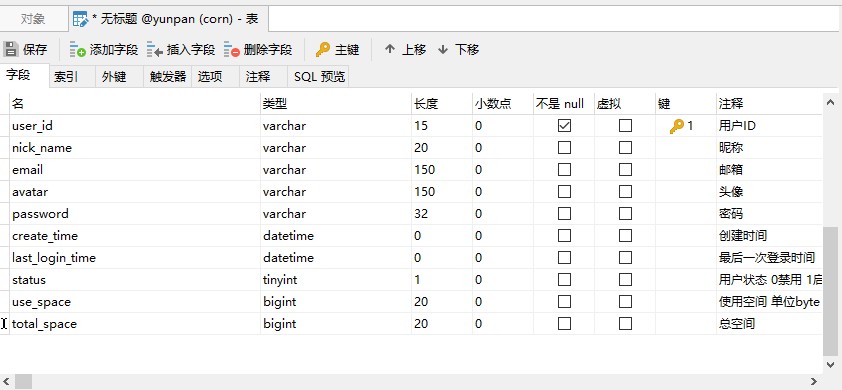 对象 * 无标题 @yunpan (corn) - 表
保存 添加字段 插入字段 删除字段 主键 上移 下移
字段 索引 外键 触发器 选项 注释 SQL 预览
名 类型 长度 小数点 不是 null 虚拟 键 注释
user_id varchar 15 0 1 用户ID
nick_name varchar 20 0 昵称
email varchar 150 0 邮箱
avatar varchar 150 0 头像
password varchar 32 0 密码
create_time datetime 0 0 创建时间
last_login_time datetime 0 0 最后一次登录时间
status tinyint 1 0 用户状态 0禁用 1启
use_space bigint 20 0 使用空间 单位byte
total_space bigint 20 0 总空间